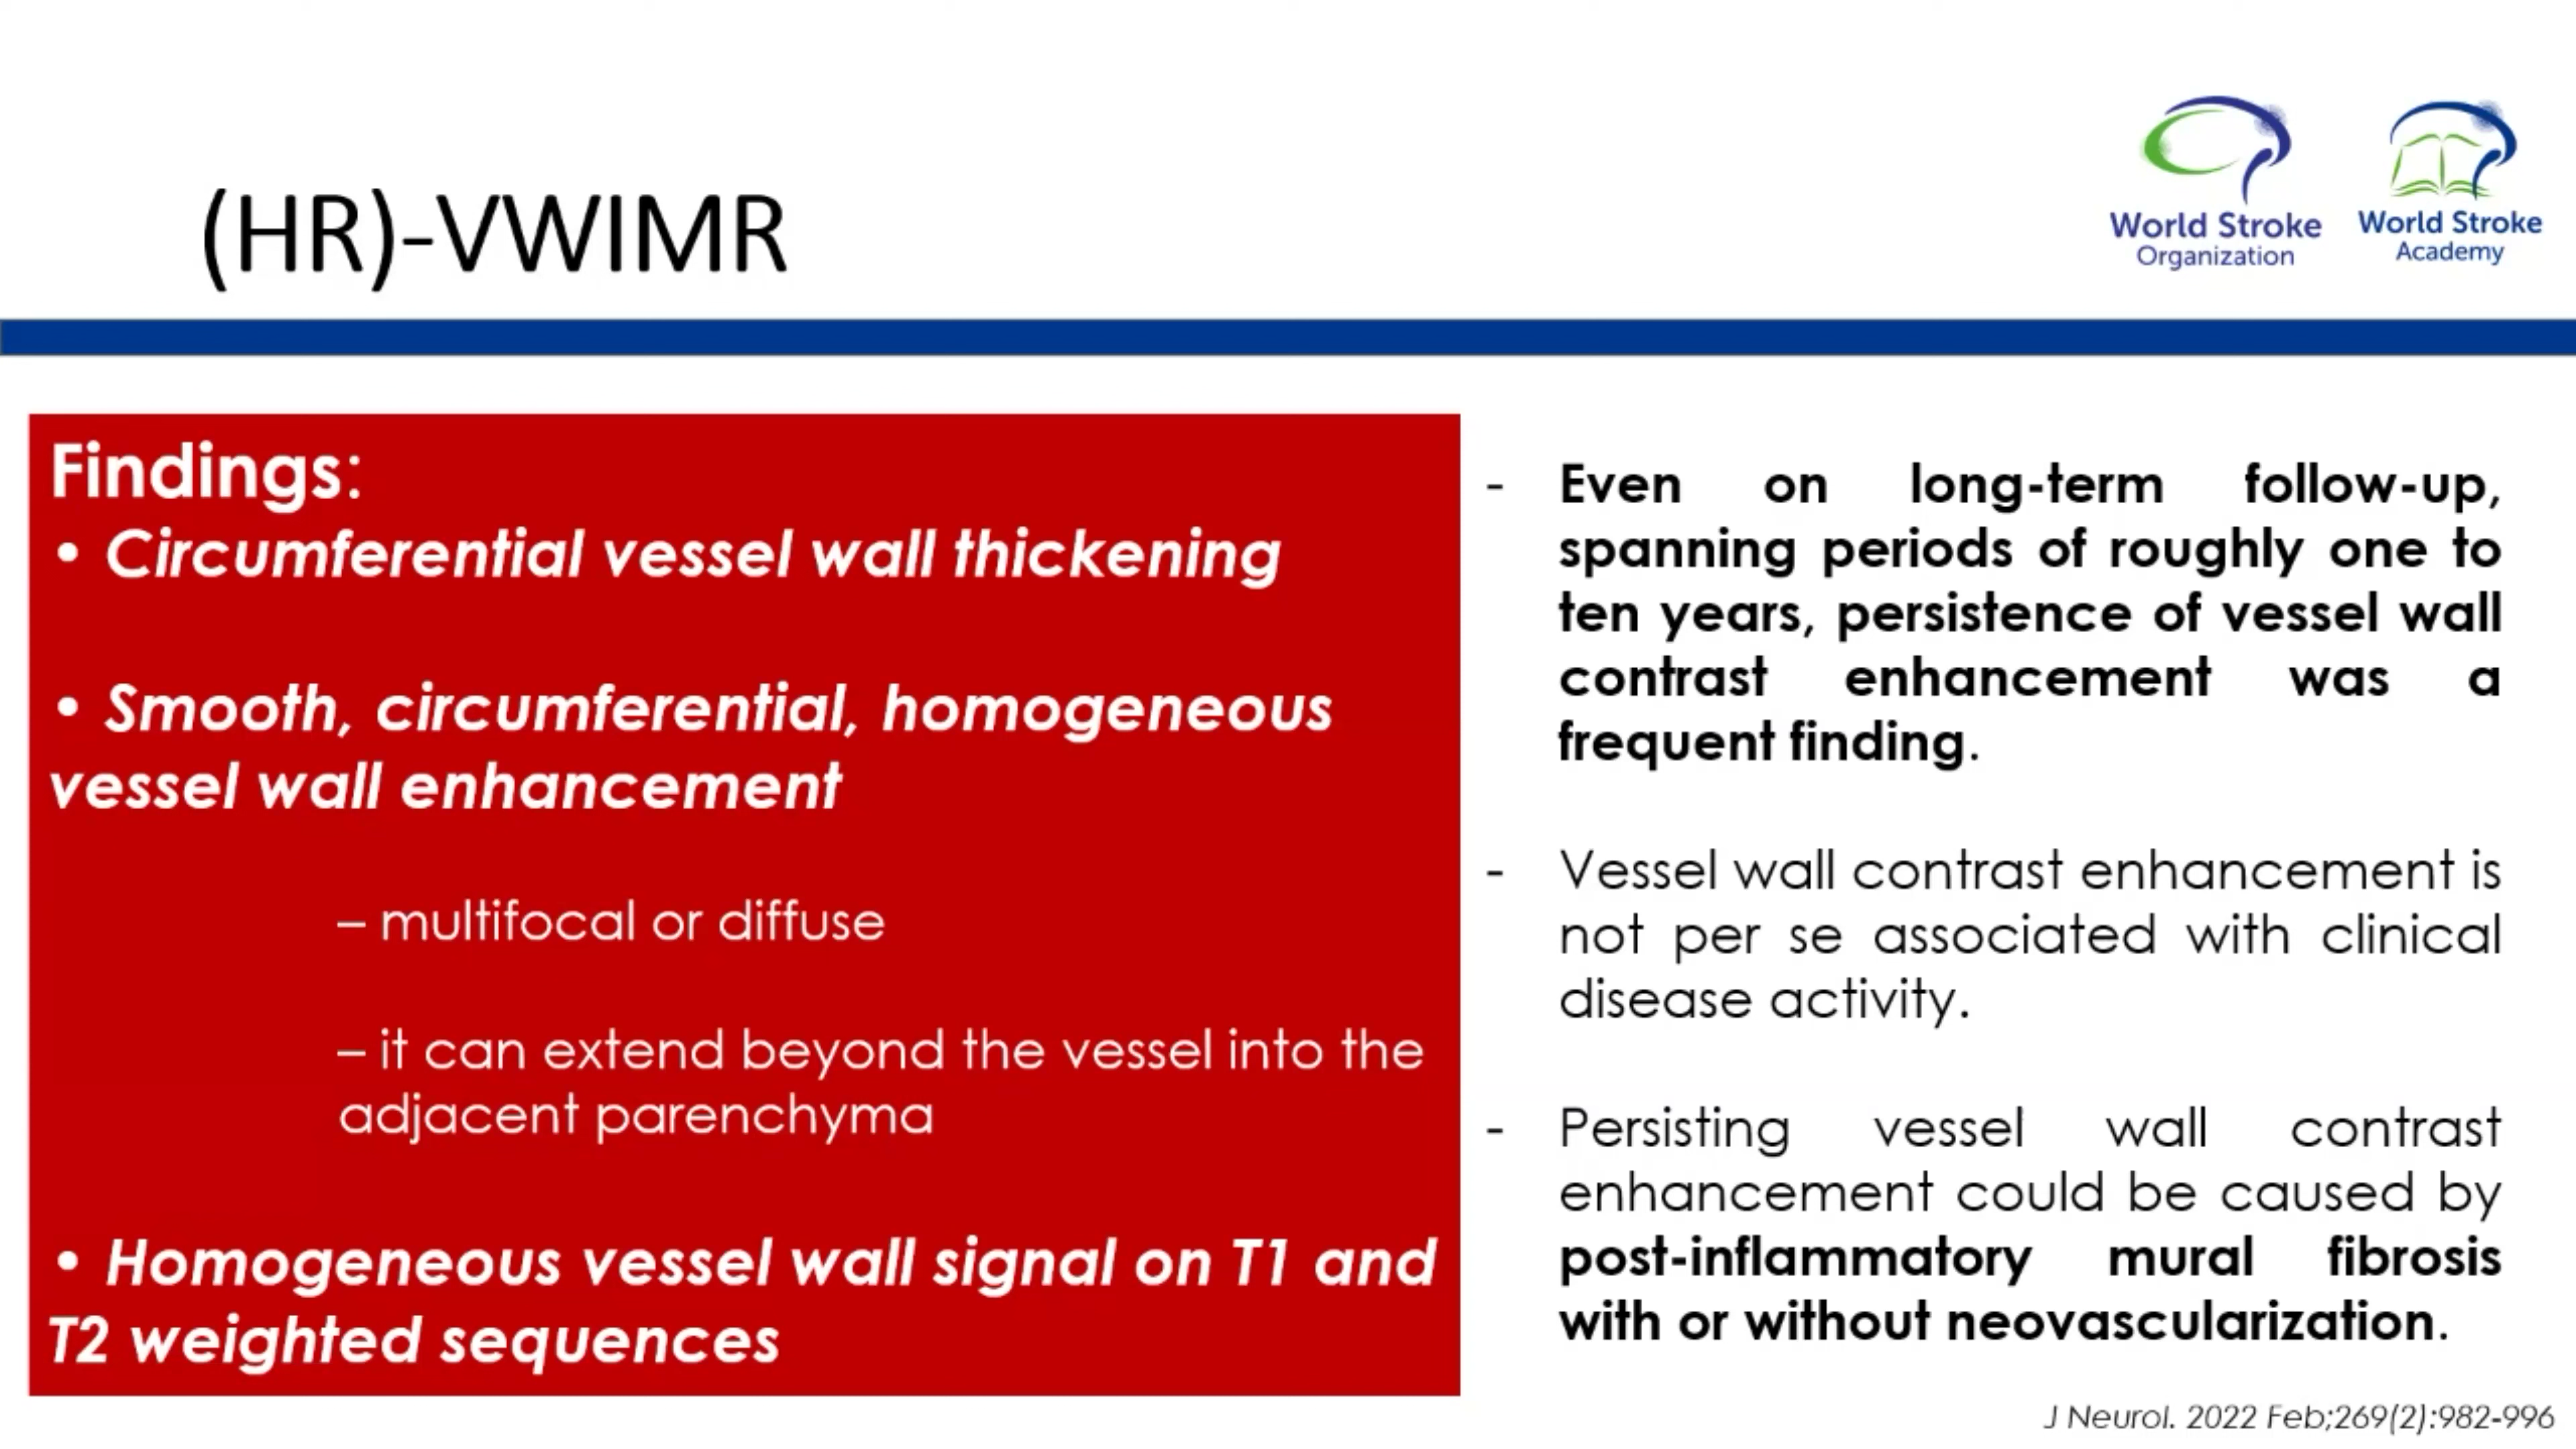 World Stroke
Organization
World Stroke
Academy
(HR)-VWIMR
Findings:
• Circumferential vessel wall thickening
• Smooth, circumferential, homogeneous
vessel wall enhancement
– multifocal or diffuse
– it can extend beyond the vessel into the
adjacent parenchyma
• Homogeneous vessel wall signal on T1 and
T2 weighted sequences
- Even on long-term follow-up,
spanning periods of roughly one to
ten years, persistence of vessel wall
contrast enhancement was a
frequent finding.
- Vessel wall contrast enhancement is
not per se associated with clinical
disease activity.
- Persisting vessel wall contrast
enhancement could be caused by
post-inflammatory mural fibrosis
with or without neovascularization.
J Neurol. 2022 Feb;269(2):982-996